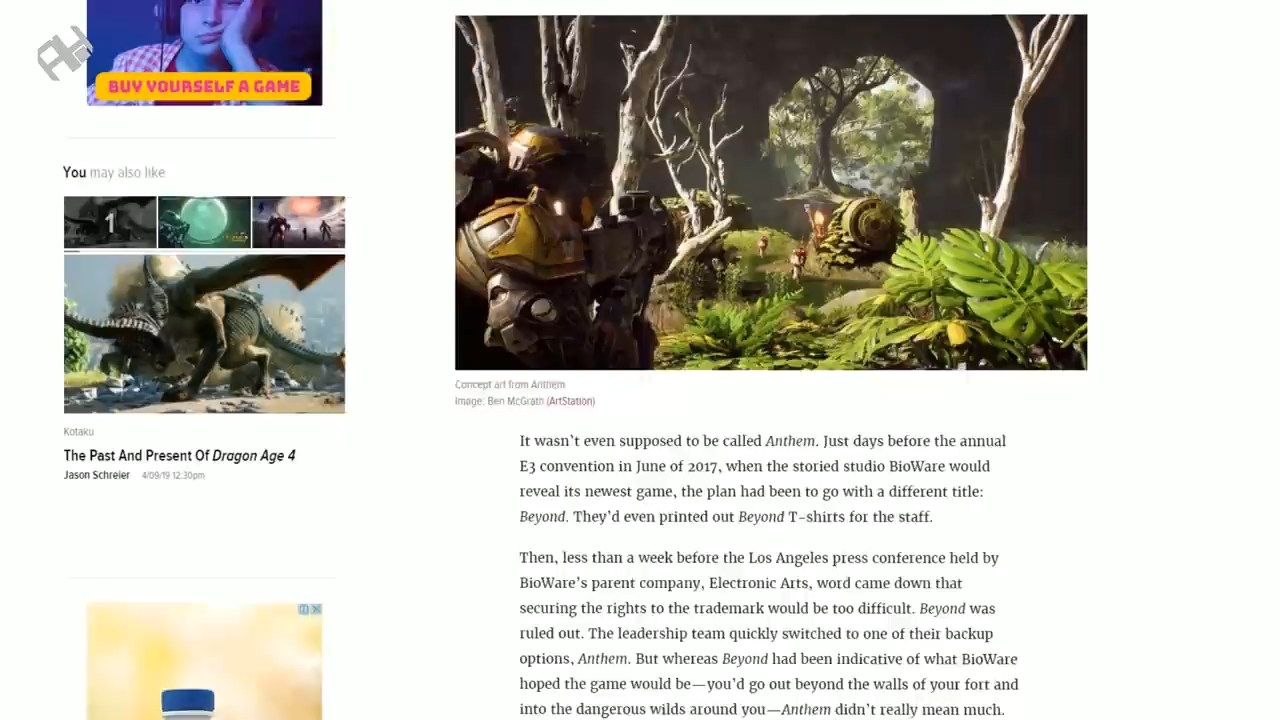 BUY YOURSELF A GAME
You may also like
1
Kotaku
The Past And Present Of Dragon Age 4
Jason Schreier 4/09/19 12:30pm
Concept art from Anthem
Image: Ben McGrath (ArtStation)
It wasn't even supposed to be called Anthem. Just days before the annual
E3 convention in June of 2017, when the storied studio BioWare would
reveal its newest game, the plan had been to go with a different title:
Beyond. They'd even printed out Beyond T-shirts for the staff.
Then, less than a week before the Los Angeles press conference held by
BioWare's parent company, Electronic Arts, word came down that
securing the rights to the trademark would be too difficult. Beyond was
ruled out. The leadership team quickly switched to one of their backup
options, Anthem. But whereas Beyond had been indicative of what BioWare
hoped the game would be—you'd go out beyond the walls of your fort and
into the dangerous wilds around you—Anthem didn't really mean much.